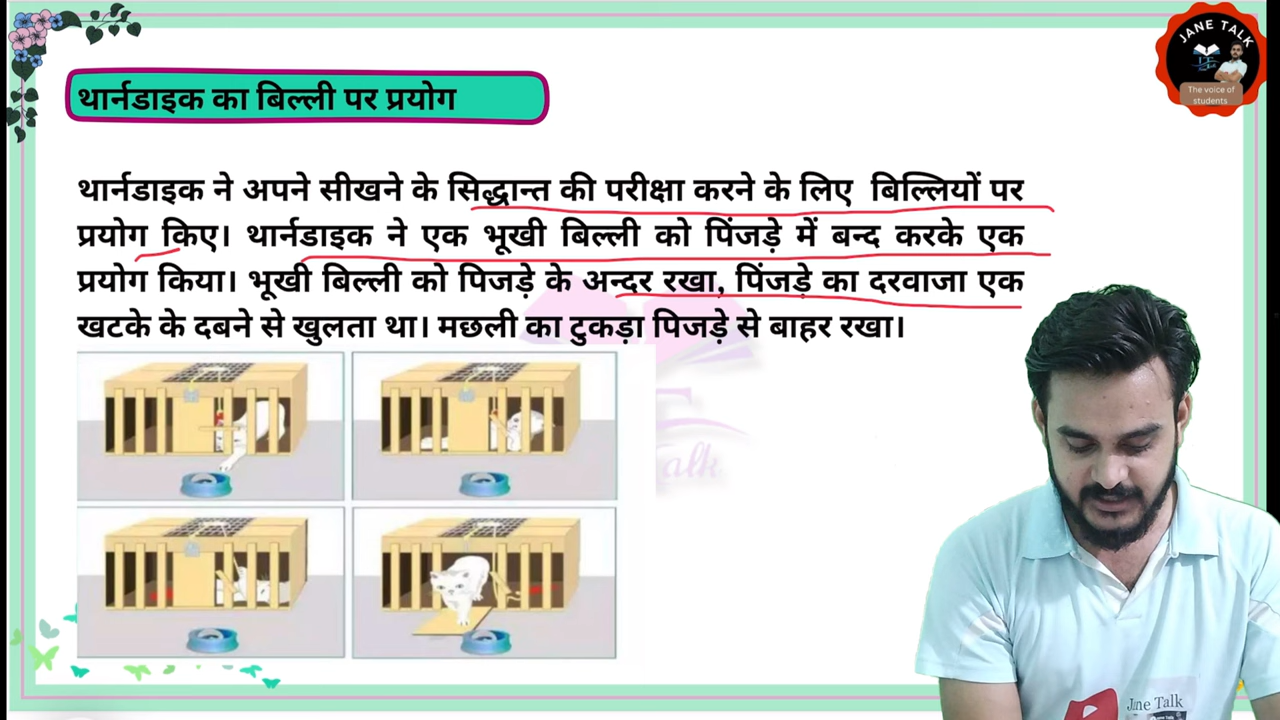 थार्नडाइक का बिल्ली पर प्रयोग
JANE TALK
The voice of
students
थार्नडाइक ने अपने सीखने के सिद्धान्त की परीक्षा करने के लिए बिल्लियों पर
प्रयोग किए। थार्नडाइक ने एक भूखी बिल्ली को पिंजड़े में बन्द करके एक
प्रयोग किया। भूखी बिल्ली को पिजड़े के अन्दर रखा, पिंजड़े का दरवाजा एक
खटके के दबने से खुलता था। मछली का टुकड़ा पिजड़े से बाहर रखा।
Talk
Jane Talk